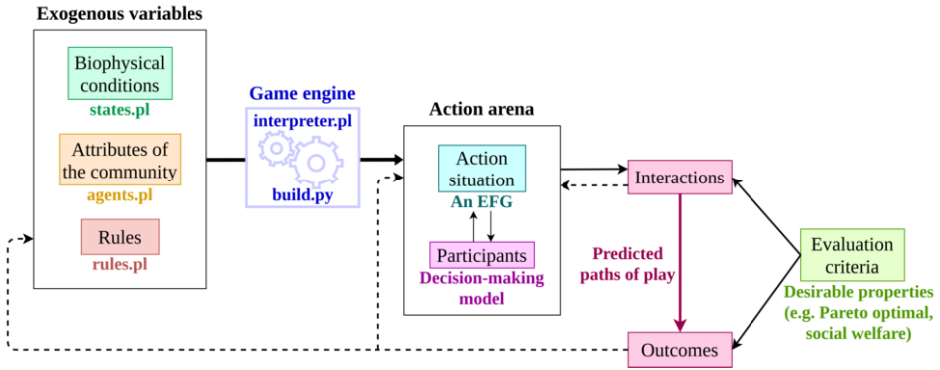 Exogenous variables
Biophysical
conditions
states.pl
Attributes of
the community
agents.pl
Rules
rules.pl
Game engine
interpreter.pl
build.py
Action arena
Action
situation
An EFG
Participants
Decision-making
model
Interactions
Predicted
paths of play
Outcomes
Evaluation
criteria
Desirable properties
(e.g. Pareto optimal,
social welfare)